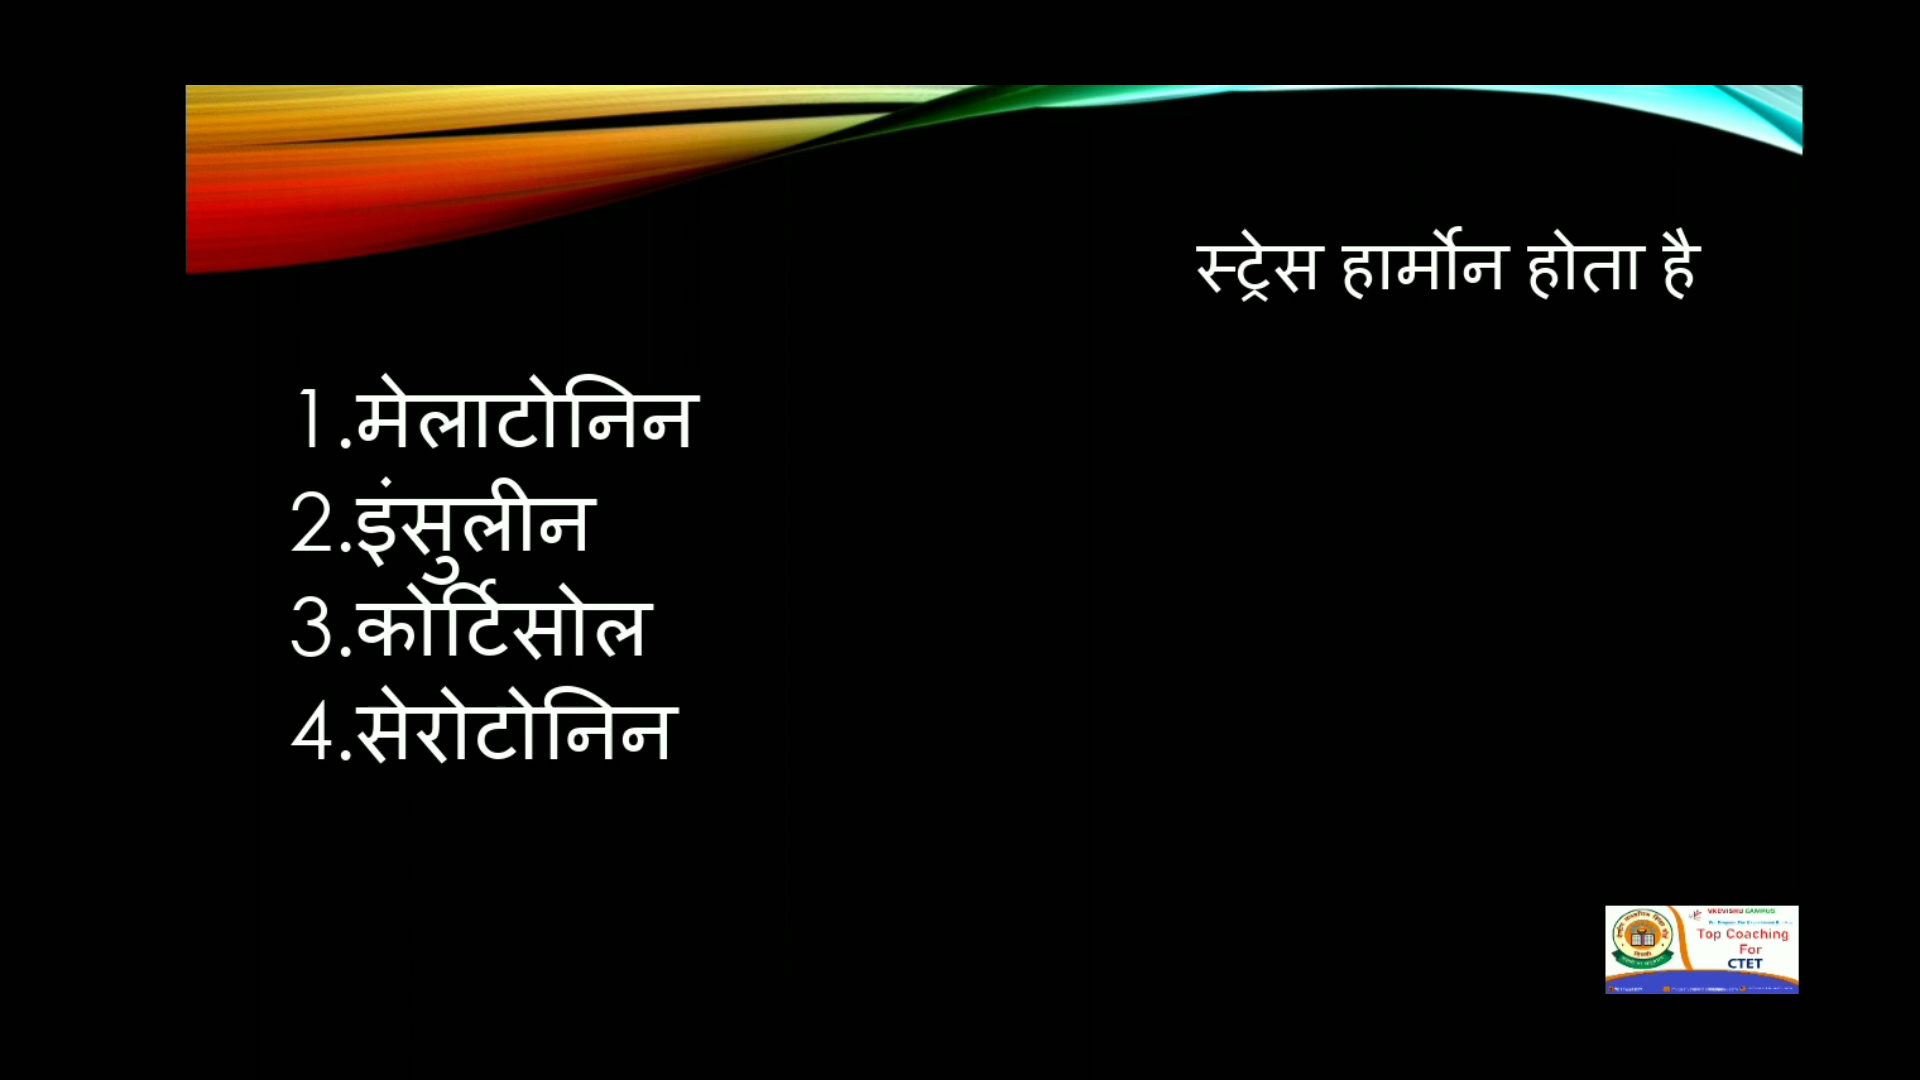 स्ट्रेस हार्मोन होता है
1.मेलाटोनिन
2.इंसुलीन
3.कोर्टिसोल
4.सेरोटोनिन
Top Coaching
For
CTET